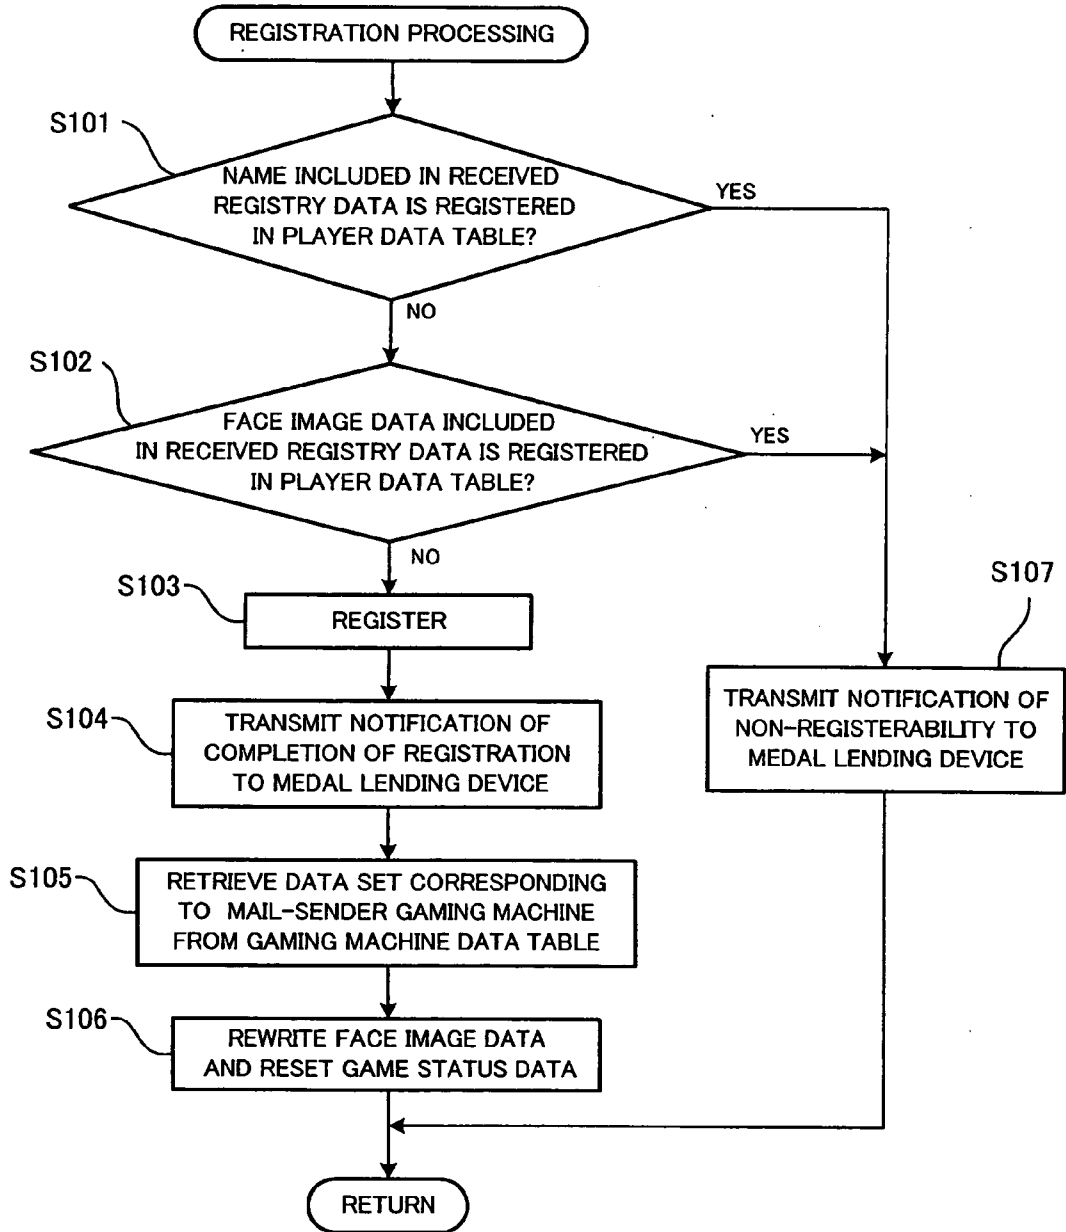 REGISTRATION PROCESSING
S101
NAME INCLUDED IN RECEIVED
REGISTRY DATA IS REGISTERED
IN PLAYER DATA TABLE?
YES
NO
S102
FACE IMAGE DATA INCLUDED
IN RECEIVED REGISTRY DATA IS REGISTERED
IN PLAYER DATA TABLE?
YES
NO
S103
REGISTER
S107
TRANSMIT NOTIFICATION OF
NON-REGISTERABILITY TO
MEDAL LENDING DEVICE
S104
TRANSMIT NOTIFICATION OF
COMPLETION OF REGISTRATION
TO MEDAL LENDING DEVICE
S105
RETRIEVE DATA SET CORRESPONDING
TO MAIL-SENDER GAMING MACHINE
FROM GAMING MACHINE DATA TABLE
S106
REWRITE FACE IMAGE DATA
AND RESET GAME STATUS DATA
RETURN